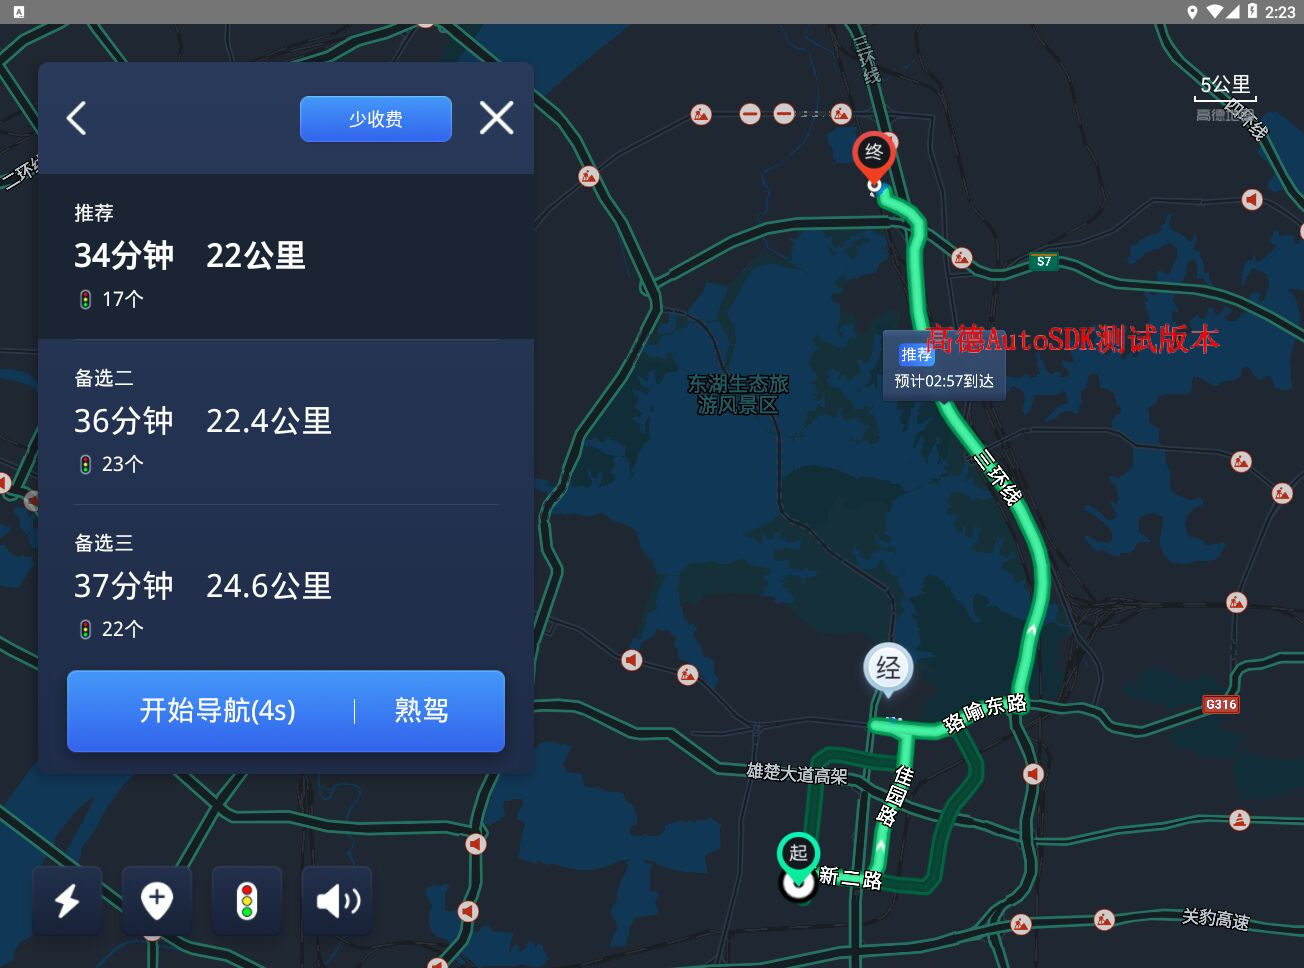 2:23
少收费
推荐
34分钟 22公里
17个
备选二
36分钟 22.4公里
23个
备选三
37分钟 24.6公里
22个
开始导航(4s) | 熟驾
二环线
三环线
5公里
四环线
终
S7
高德AutoSDK测试版本
推荐
预计02:57到达
东湖生态旅
游风景区
三环线
经
珞喻东路
G316
雄楚大道高架
佳园路
起
新二路
关豹高速